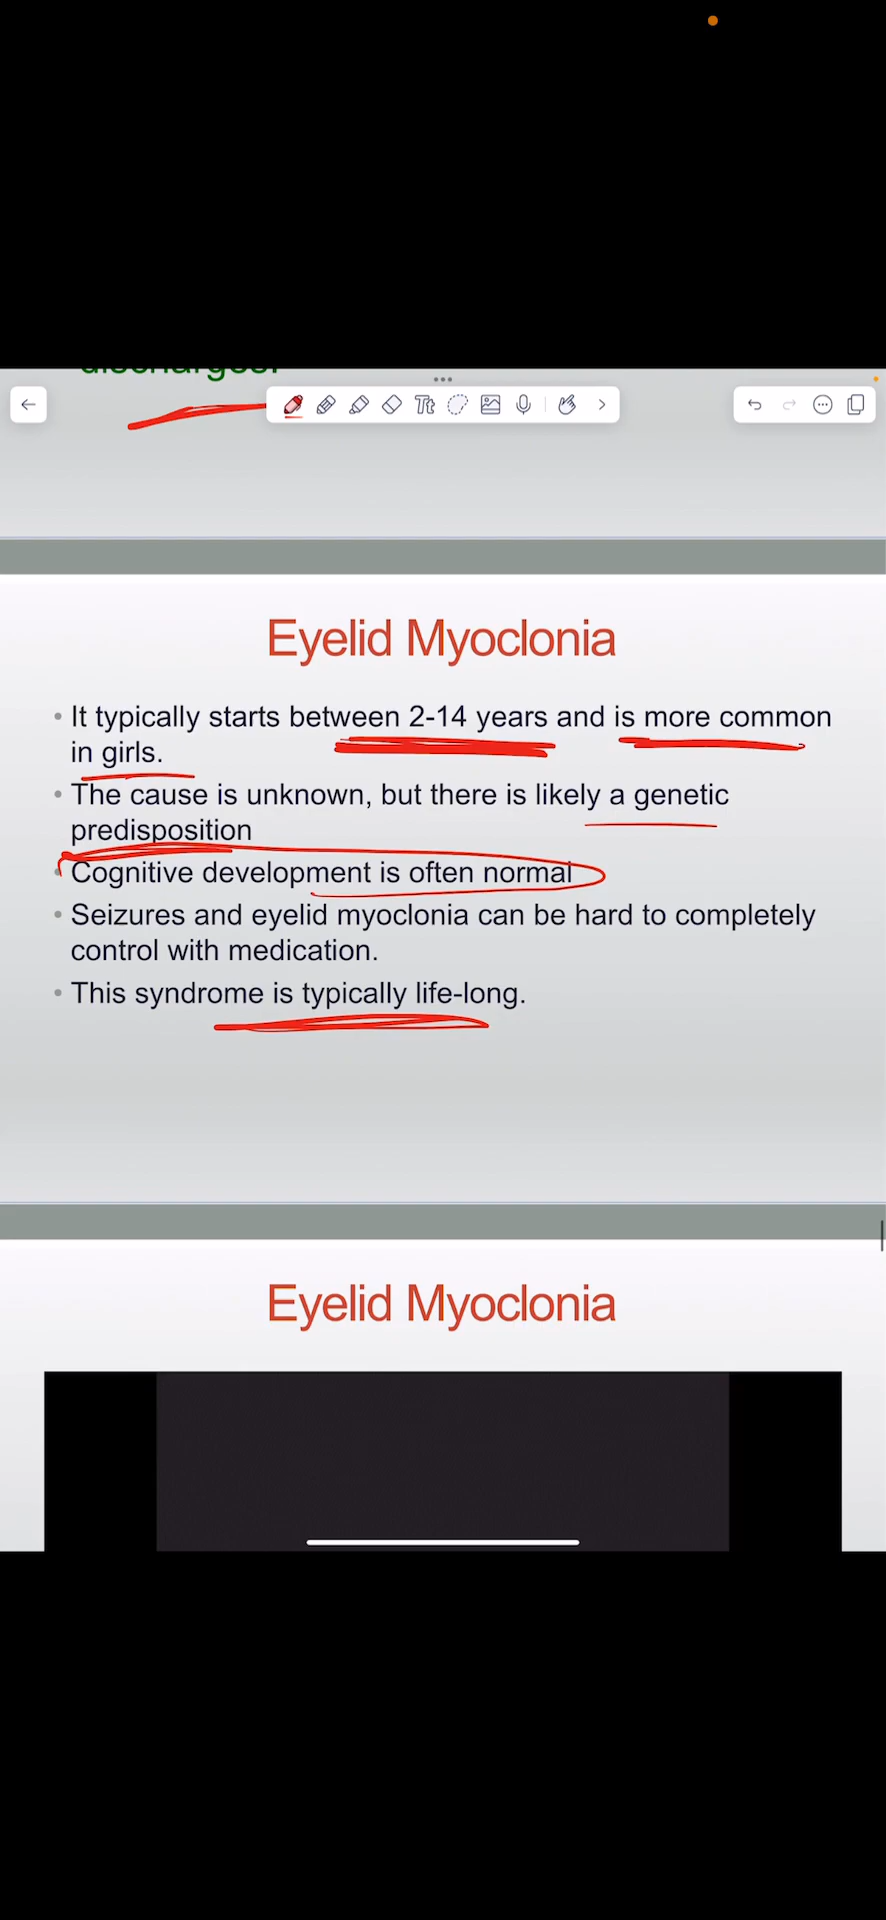 discharges.
Tt
Eyelid Myoclonia
• It typically starts between 2-14 years and is more common
in girls.
• The cause is unknown, but there is likely a genetic
predisposition
• Cognitive development is often normal
• Seizures and eyelid myoclonia can be hard to completely
control with medication.
• This syndrome is typically life-long.
Eyelid Myoclonia